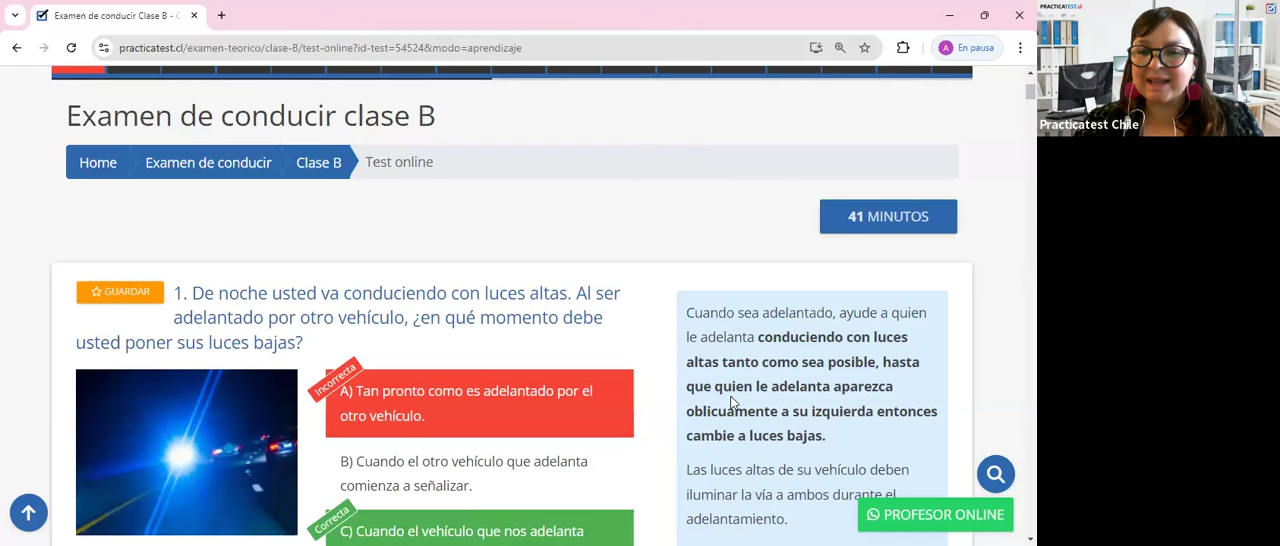 Examen de conducir Clase B - C
practicatest.cl/examen-teorico/clase-B/test-online?id-test=54524&modo=aprendizaje
A
En pausa
PRACTICATEST.cl
Practicatest Chile
Examen de conducir clase B
Home
Examen de conducir
Clase B
Test online
41 MINUTOS
GUARDAR
1. De noche usted va conduciendo con luces altas. Al ser
adelantado por otro vehículo, ¿en qué momento debe
usted poner sus luces bajas?
Incorrecta
A) Tan pronto como es adelantado por el
otro vehículo.
B) Cuando el otro vehículo que adelanta
comienza a señalizar.
Correcta
C) Cuando el vehículo que nos adelanta
Cuando sea adelantado, ayude a quien
le adelanta conduciendo con luces
altas tanto como sea posible, hasta
que quien le adelanta aparezca
oblicuamente a su izquierda entonces
cambie a luces bajas.
Las luces altas de su vehículo deben
iluminar la vía a ambos durante el
adelantamiento.
PROFESOR ONLINE